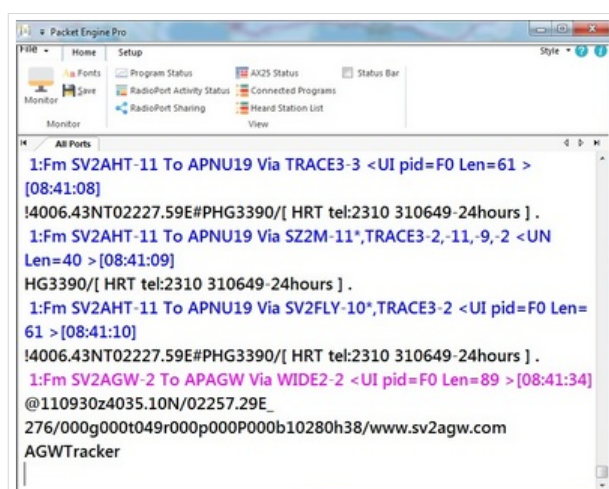 Packet Engine Pro
File Home Setup Style
Fonts Program Status AX25 Status Status Bar
Save RadioPort Activity Status Connected Programs
Monitor RadioPort Sharing Heard Station List
Monitor View
All Ports
1:Fm SV2AHT-11 To APNU19 Via TRACE3-3 <UI pid=F0 Len=61 >
[08:41:08]
!4006.43NT02227.59E#PHG3390/[ HRT tel:2310 310649-24hours ] .
1:Fm SV2AHT-11 To APNU19 Via SZ2M-11*,TRACE3-2,-11,-9,-2 <UN
Len=40 >[08:41:09]
HG3390/[ HRT tel:2310 310649-24hours ] .
1:Fm SV2AHT-11 To APNU19 Via SV2FLY-10*,TRACE3-2 <UI pid=F0 Len=
61 >[08:41:10]
!4006.43NT02227.59E#PHG3390/[ HRT tel:2310 310649-24hours ] .
1:Fm SV2AGW-2 To APAGW Via WIDE2-2 <UI pid=F0 Len=89 >[08:41:34]
@110930z4035.10N/02257.29E_
276/000g000t049r000p000P000b10280h38/www.sv2agw.com
AGWTracker